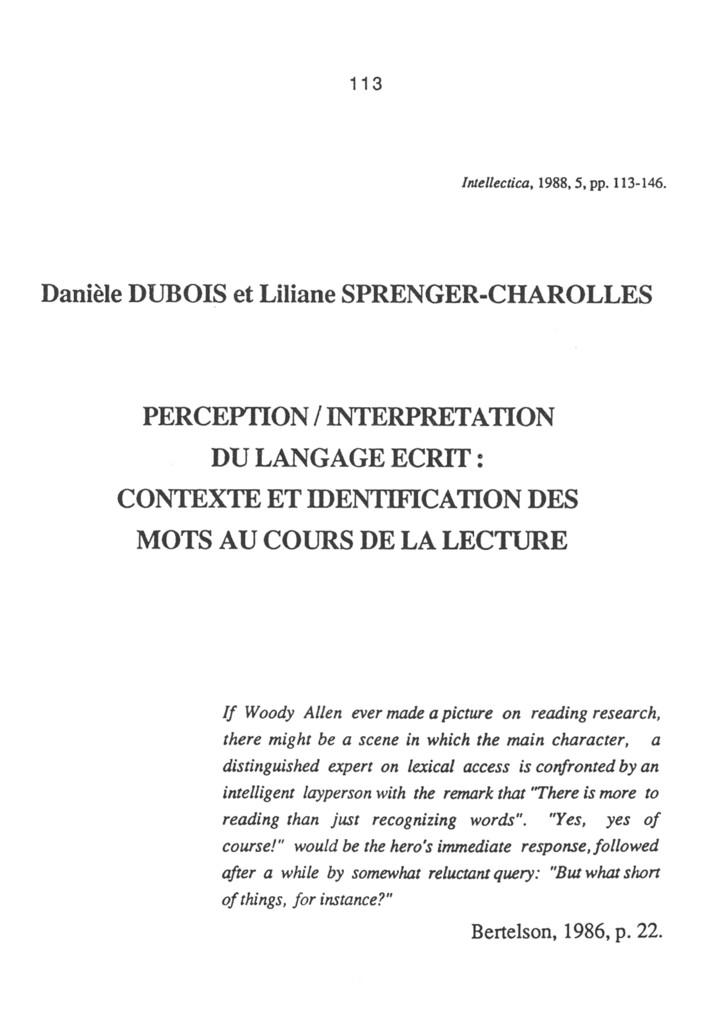 113
Intellectica, 1988, 5, pp. 113-146.
Danièle DUBOIS et Liliane SPRENGER-CHAROLLES
PERCEPTION / INTERPRETATION
DU LANGAGE ECRIT :
CONTEXTE ET IDENTIFICATION DES
MOTS AU COURS DE LA LECTURE
If Woody Allen ever made a picture on reading research,
there might be a scene in which the main character, a
distinguished expert on lexical access is confronted by an
intelligent layperson with the remark that "There is more to
reading than just recognizing words". "Yes, yes of
course!" would be the hero's immediate response, followed
after a while by somewhat reluctant query: "But what short
of things, for instance?"
Bertelson, 1986, p. 22.